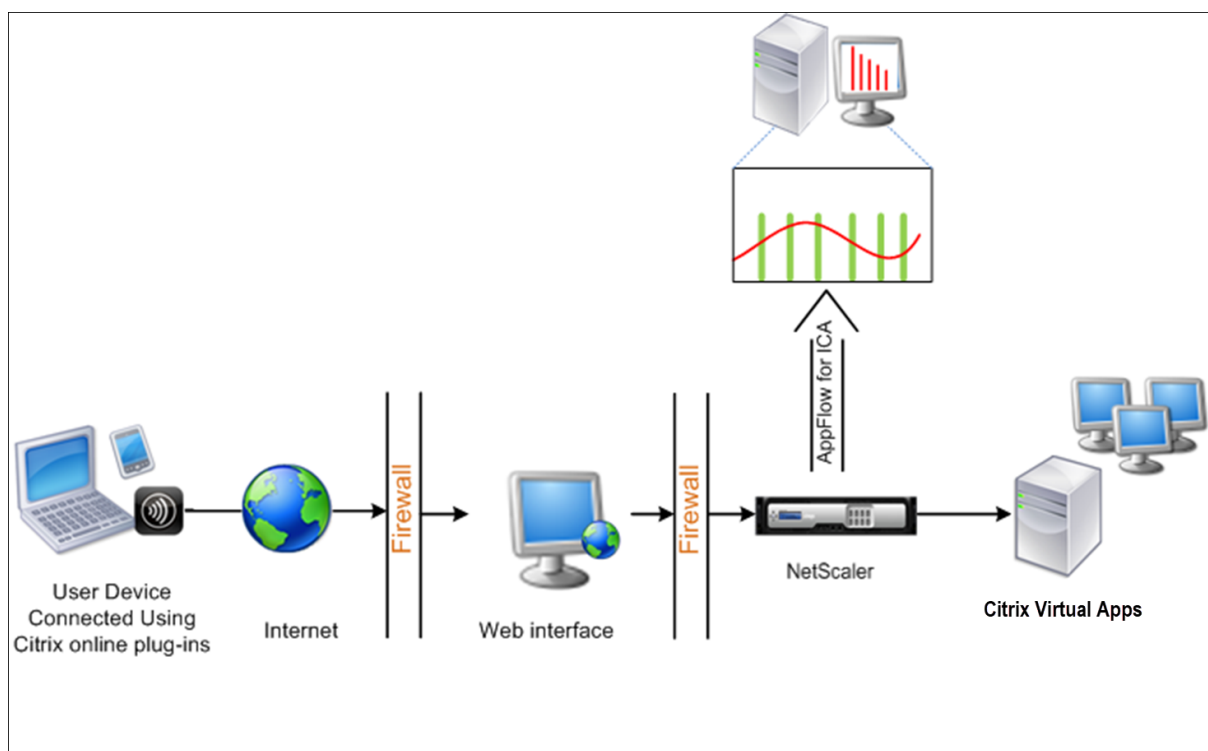 AppFlow for ICA
Firewall
Firewall
User Device
Connected Using
Citrix online plug-ins
Internet
Web interface
NetScaler
Citrix Virtual Apps